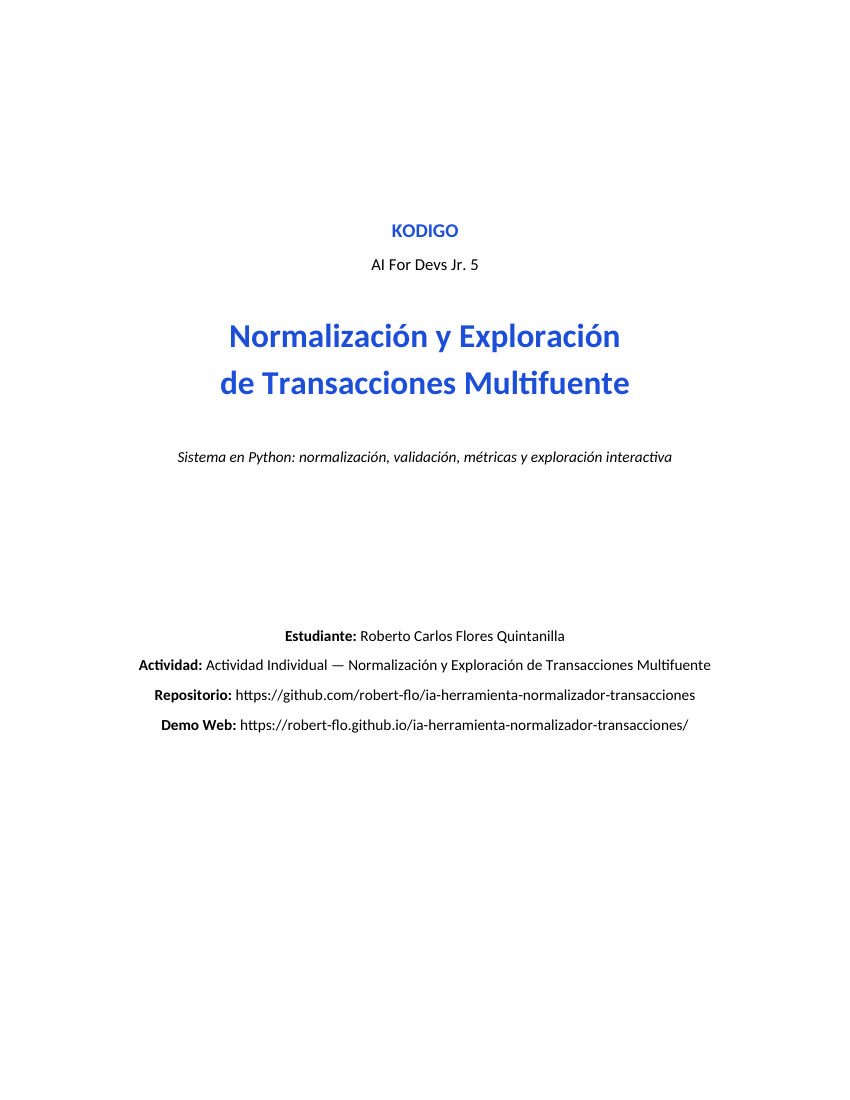 KODIGO
AI For Devs Jr. 5
Normalización y Exploración
de Transacciones Multifuente
Sistema en Python: normalización, validación, métricas y exploración interactiva
Estudiante: Roberto Carlos Flores Quintanilla
Actividad: Actividad Individual — Normalización y Exploración de Transacciones Multifuente
Repositorio: https://github.com/robert-flo/ia-herramienta-normalizador-transacciones
Demo Web: https://robert-flo.github.io/ia-herramienta-normalizador-transacciones/